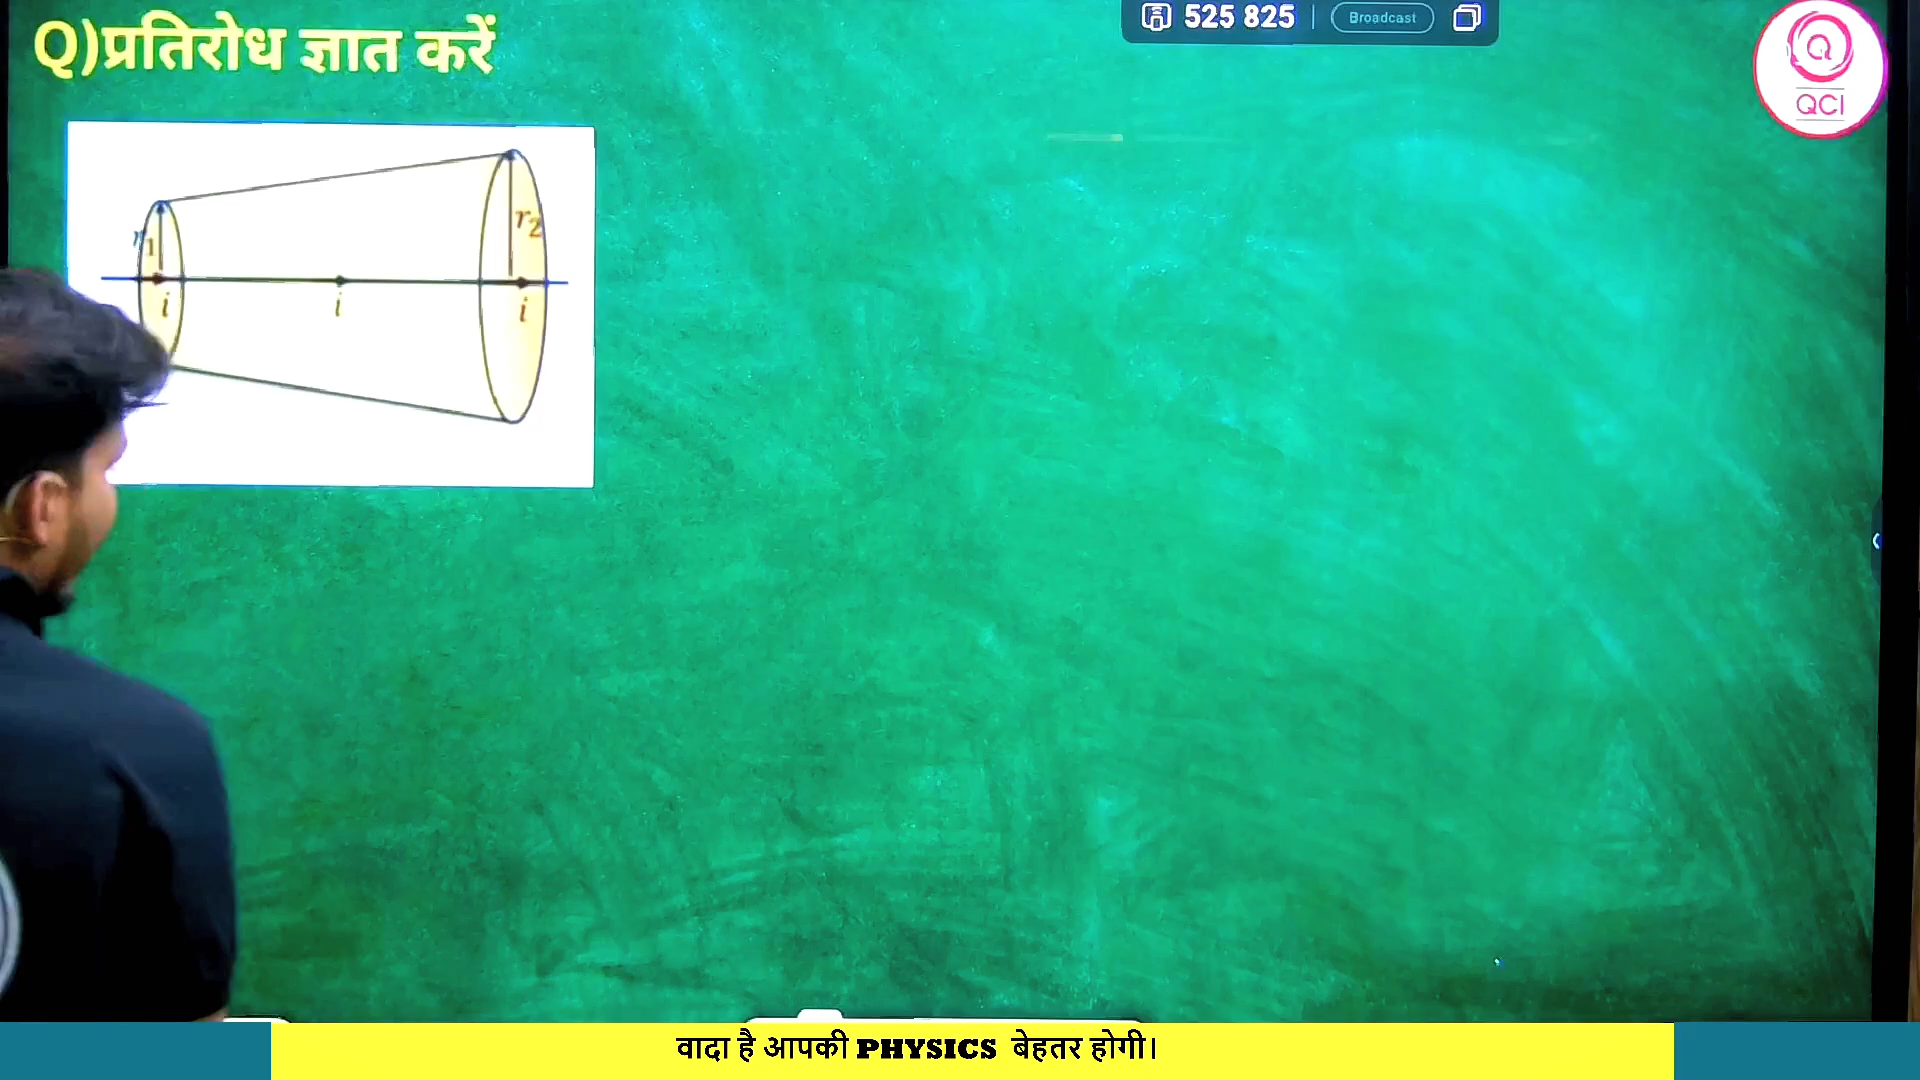 525 825
Broadcast
Q)प्रतिरोध ज्ञात करें
QCI
r1
r2
i
i
i
वादा है आपकी PHYSICS बेहतर होगी।